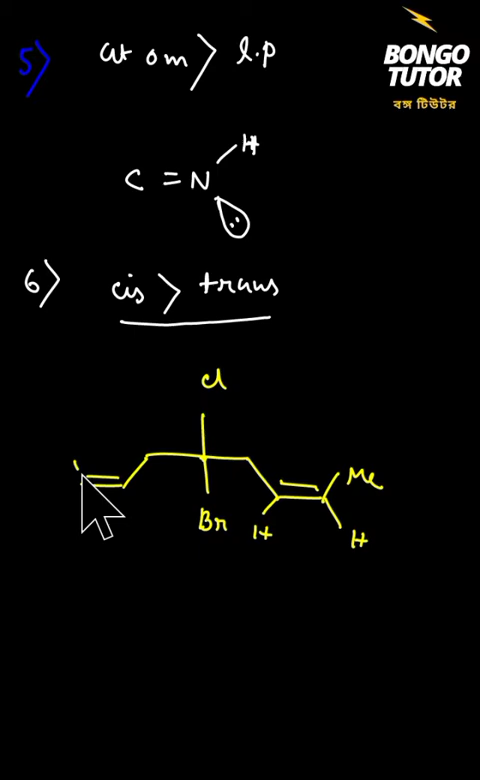 5) atom > l.p
BONGO
TUTOR
বঙ্গ টিউটর
C = N
H
6) cis > trans
Cl
Me
Br
H
H